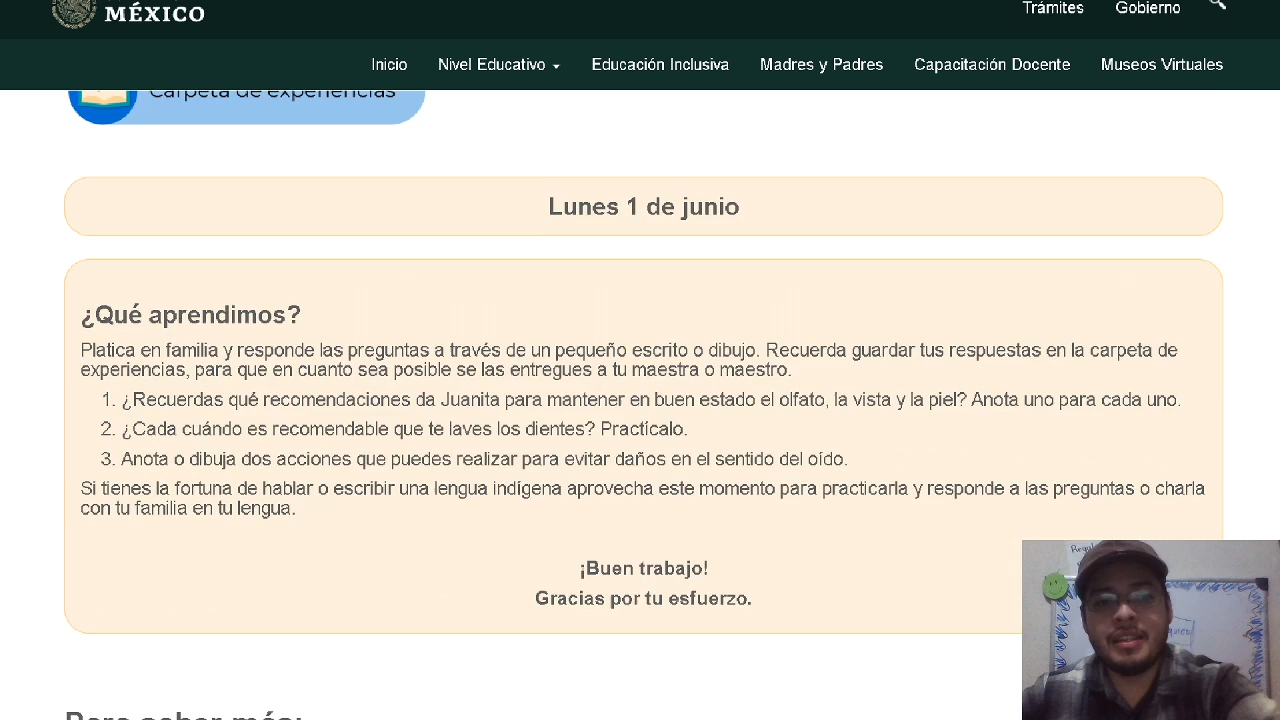 MÉXICO
Trámites
Gobierno
Inicio
Nivel Educativo
Educación Inclusiva
Madres y Padres
Capacitación Docente
Museos Virtuales
Carpeta de experiencias
Lunes 1 de junio
¿Qué aprendimos?
Platica en familia y responde las preguntas a través de un pequeño escrito o dibujo. Recuerda guardar tus respuestas en la carpeta de
experiencias, para que en cuanto sea posible se las entregues a tu maestra o maestro.
1. ¿Recuerdas qué recomendaciones da Juanita para mantener en buen estado el olfato, la vista y la piel? Anota uno para cada uno.
2. ¿Cada cuándo es recomendable que te laves los dientes? Practícalo.
3. Anota o dibuja dos acciones que puedes realizar para evitar daños en el sentido del oído.
Si tienes la fortuna de hablar o escribir una lengua indígena aprovecha este momento para practicarla y responde a las preguntas o charla
con tu familia en tu lengua.
¡Buen trabajo!
Gracias por tu esfuerzo.
Para saber más: